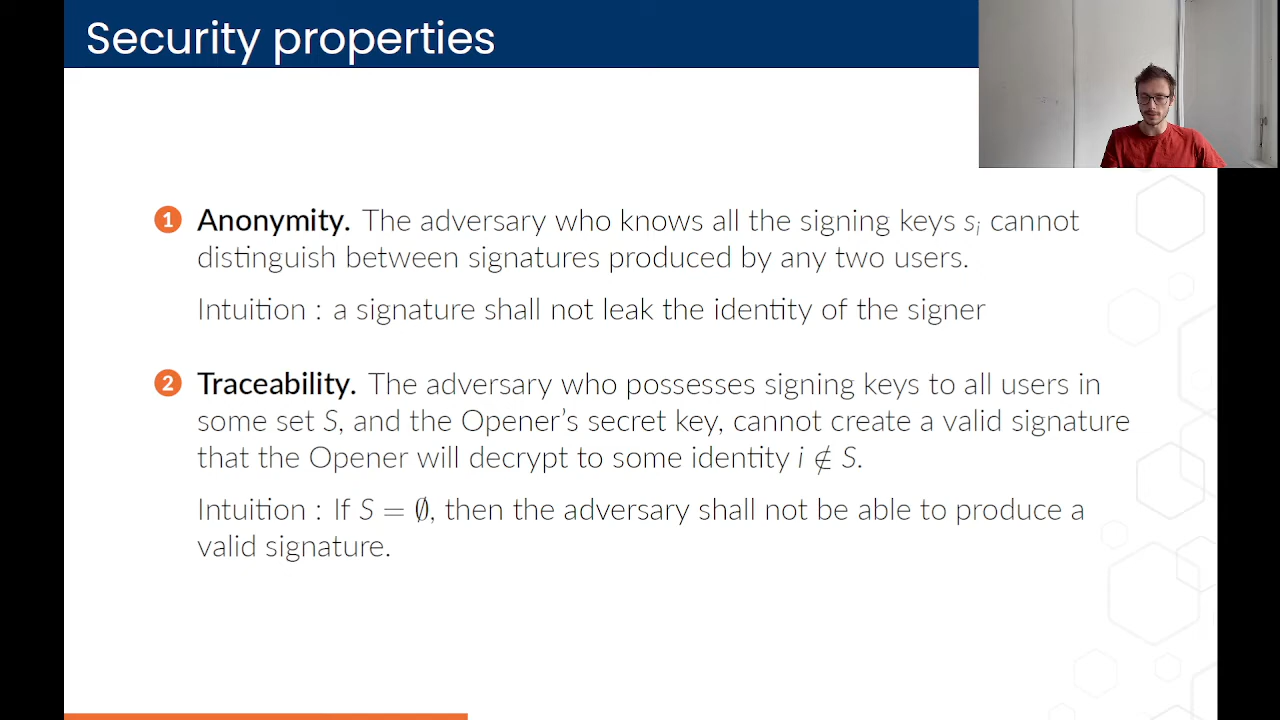 Security properties
1 Anonymity. The adversary who knows all the signing keys sᵢ cannot
distinguish between signatures produced by any two users.
Intuition : a signature shall not leak the identity of the signer
2 Traceability. The adversary who possesses signing keys to all users in
some set S, and the Opener's secret key, cannot create a valid signature
that the Opener will decrypt to some identity i ∉ S.
Intuition : If S = ∅, then the adversary shall not be able to produce a
valid signature.